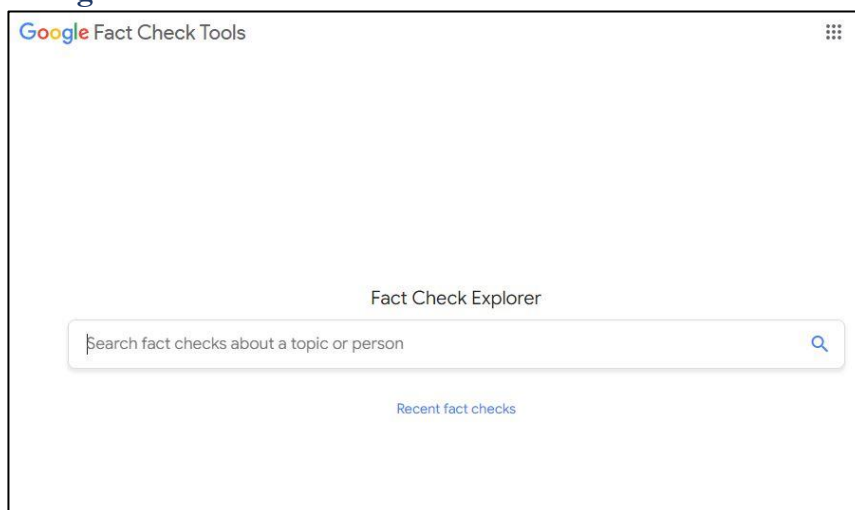 Google Fact Check Tools
Fact Check Explorer
Search fact checks about a topic or person
Recent fact checks